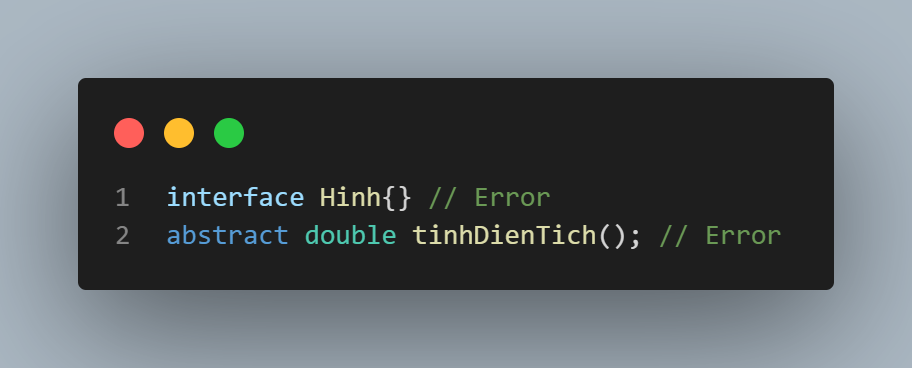 1 interface Hinh{} // Error
2 abstract double tinhDienTich(); // Error